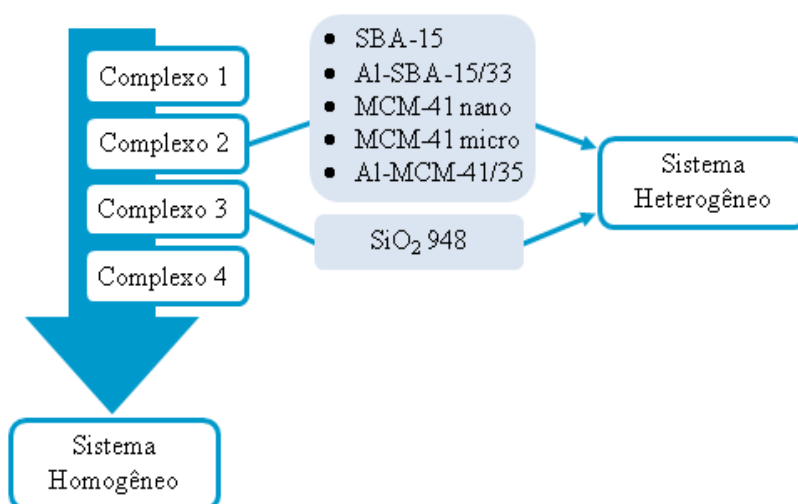 Complexo 1
Complexo 2
Complexo 3
Complexo 4
• SBA-15
• Al-SBA-15/33
• MCM-41 nano
• MCM-41 micro
• Al-MCM-41/35
SiO₂ 948
Sistema
Heterogêneo
Sistema
Homogêneo